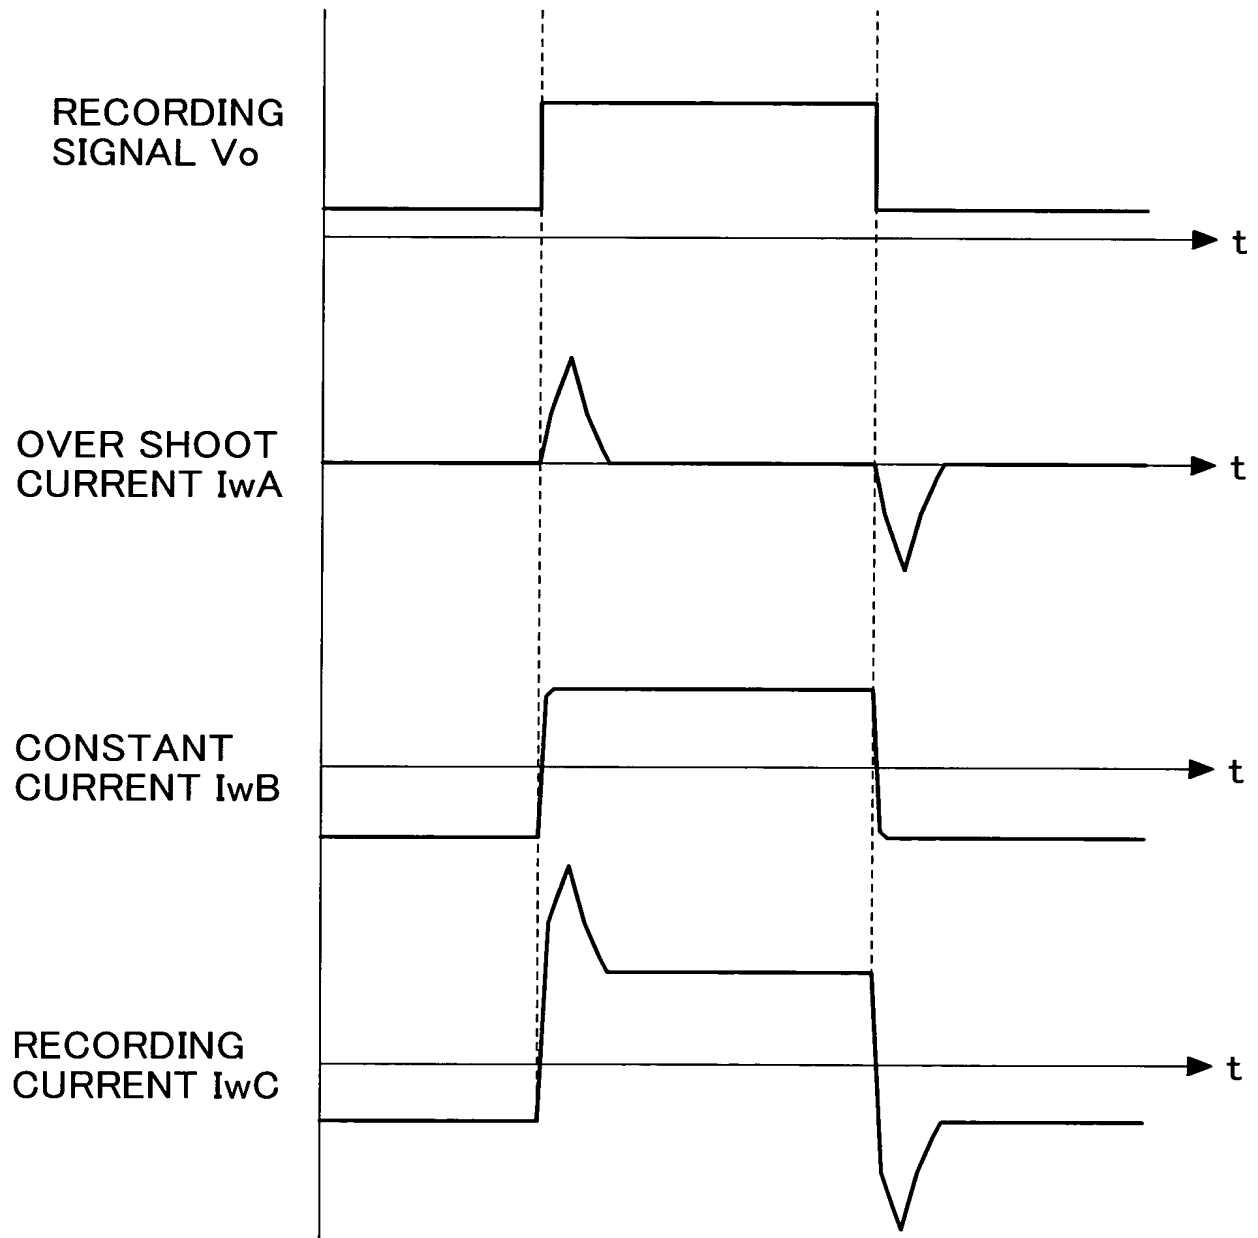 RECORDING
SIGNAL Vo
t
OVER SHOOT
CURRENT IwA
t
CONSTANT
CURRENT IwB
t
RECORDING
CURRENT IwC
t